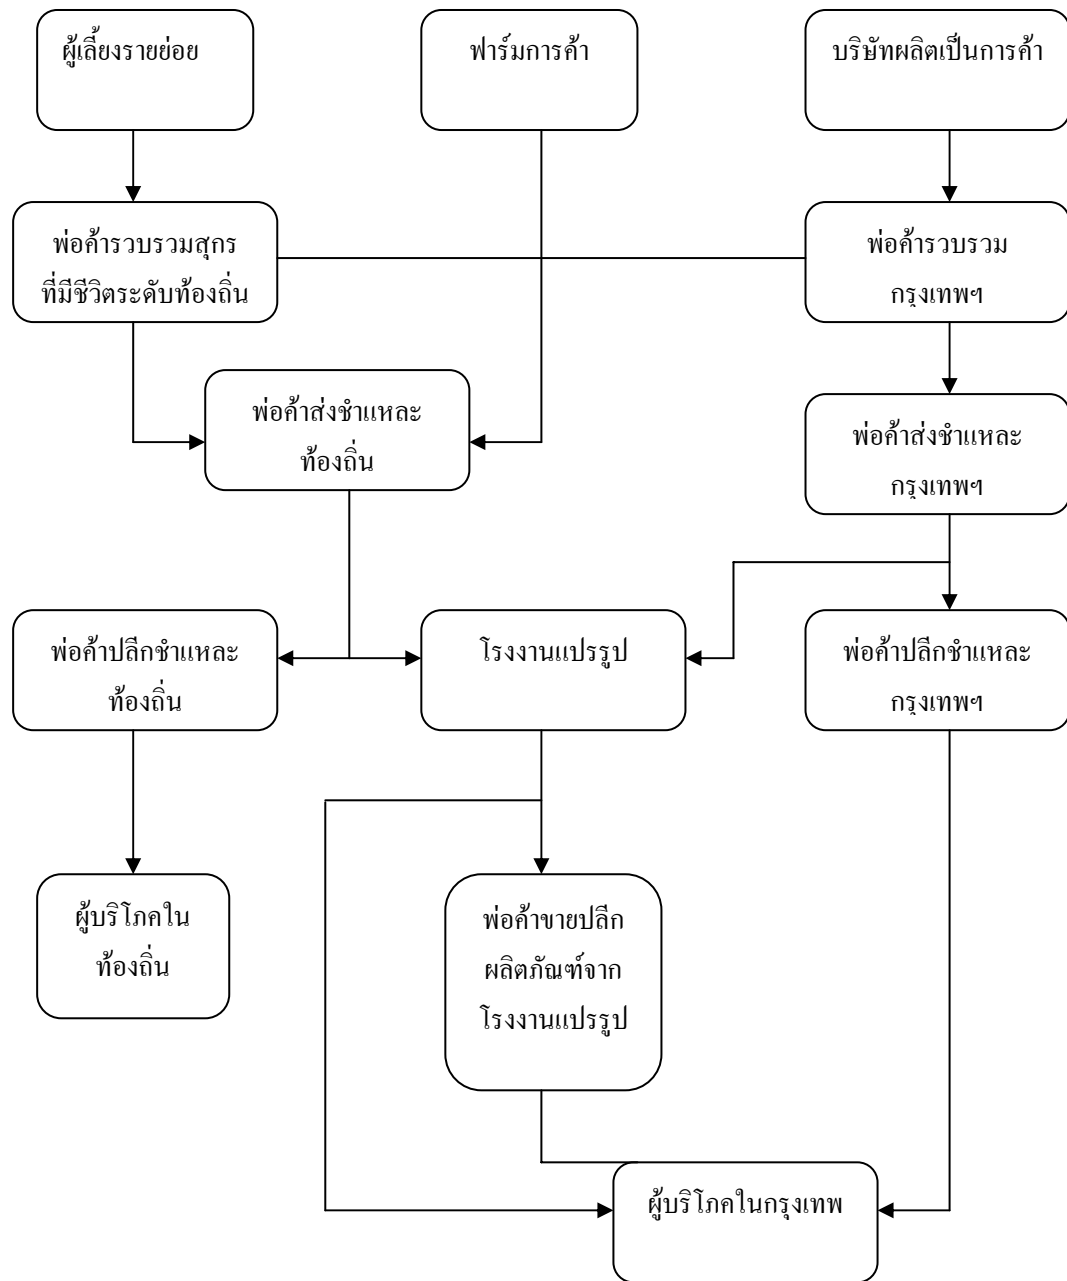 ผู้เลี้ยงรายย่อย
ฟาร์มการค้า
บริษัทผลิตเป็นการค้า
พ่อค้ารวบรวมสุกร
ที่มีชีวิตระดับท้องถิ่น
พ่อค้ารวบรวม
กรุงเทพฯ
พ่อค้าส่งชำแหละ
ท้องถิ่น
พ่อค้าส่งชำแหละ
กรุงเทพฯ
พ่อค้าปลีกชำแหละ
ท้องถิ่น
โรงงานแปรรูป
พ่อค้าปลีกชำแหละ
กรุงเทพฯ
ผู้บริโภคใน
ท้องถิ่น
พ่อค้าขายปลีก
ผลิตภัณฑ์จาก
โรงงานแปรรูป
ผู้บริโภคในกรุงเทพ